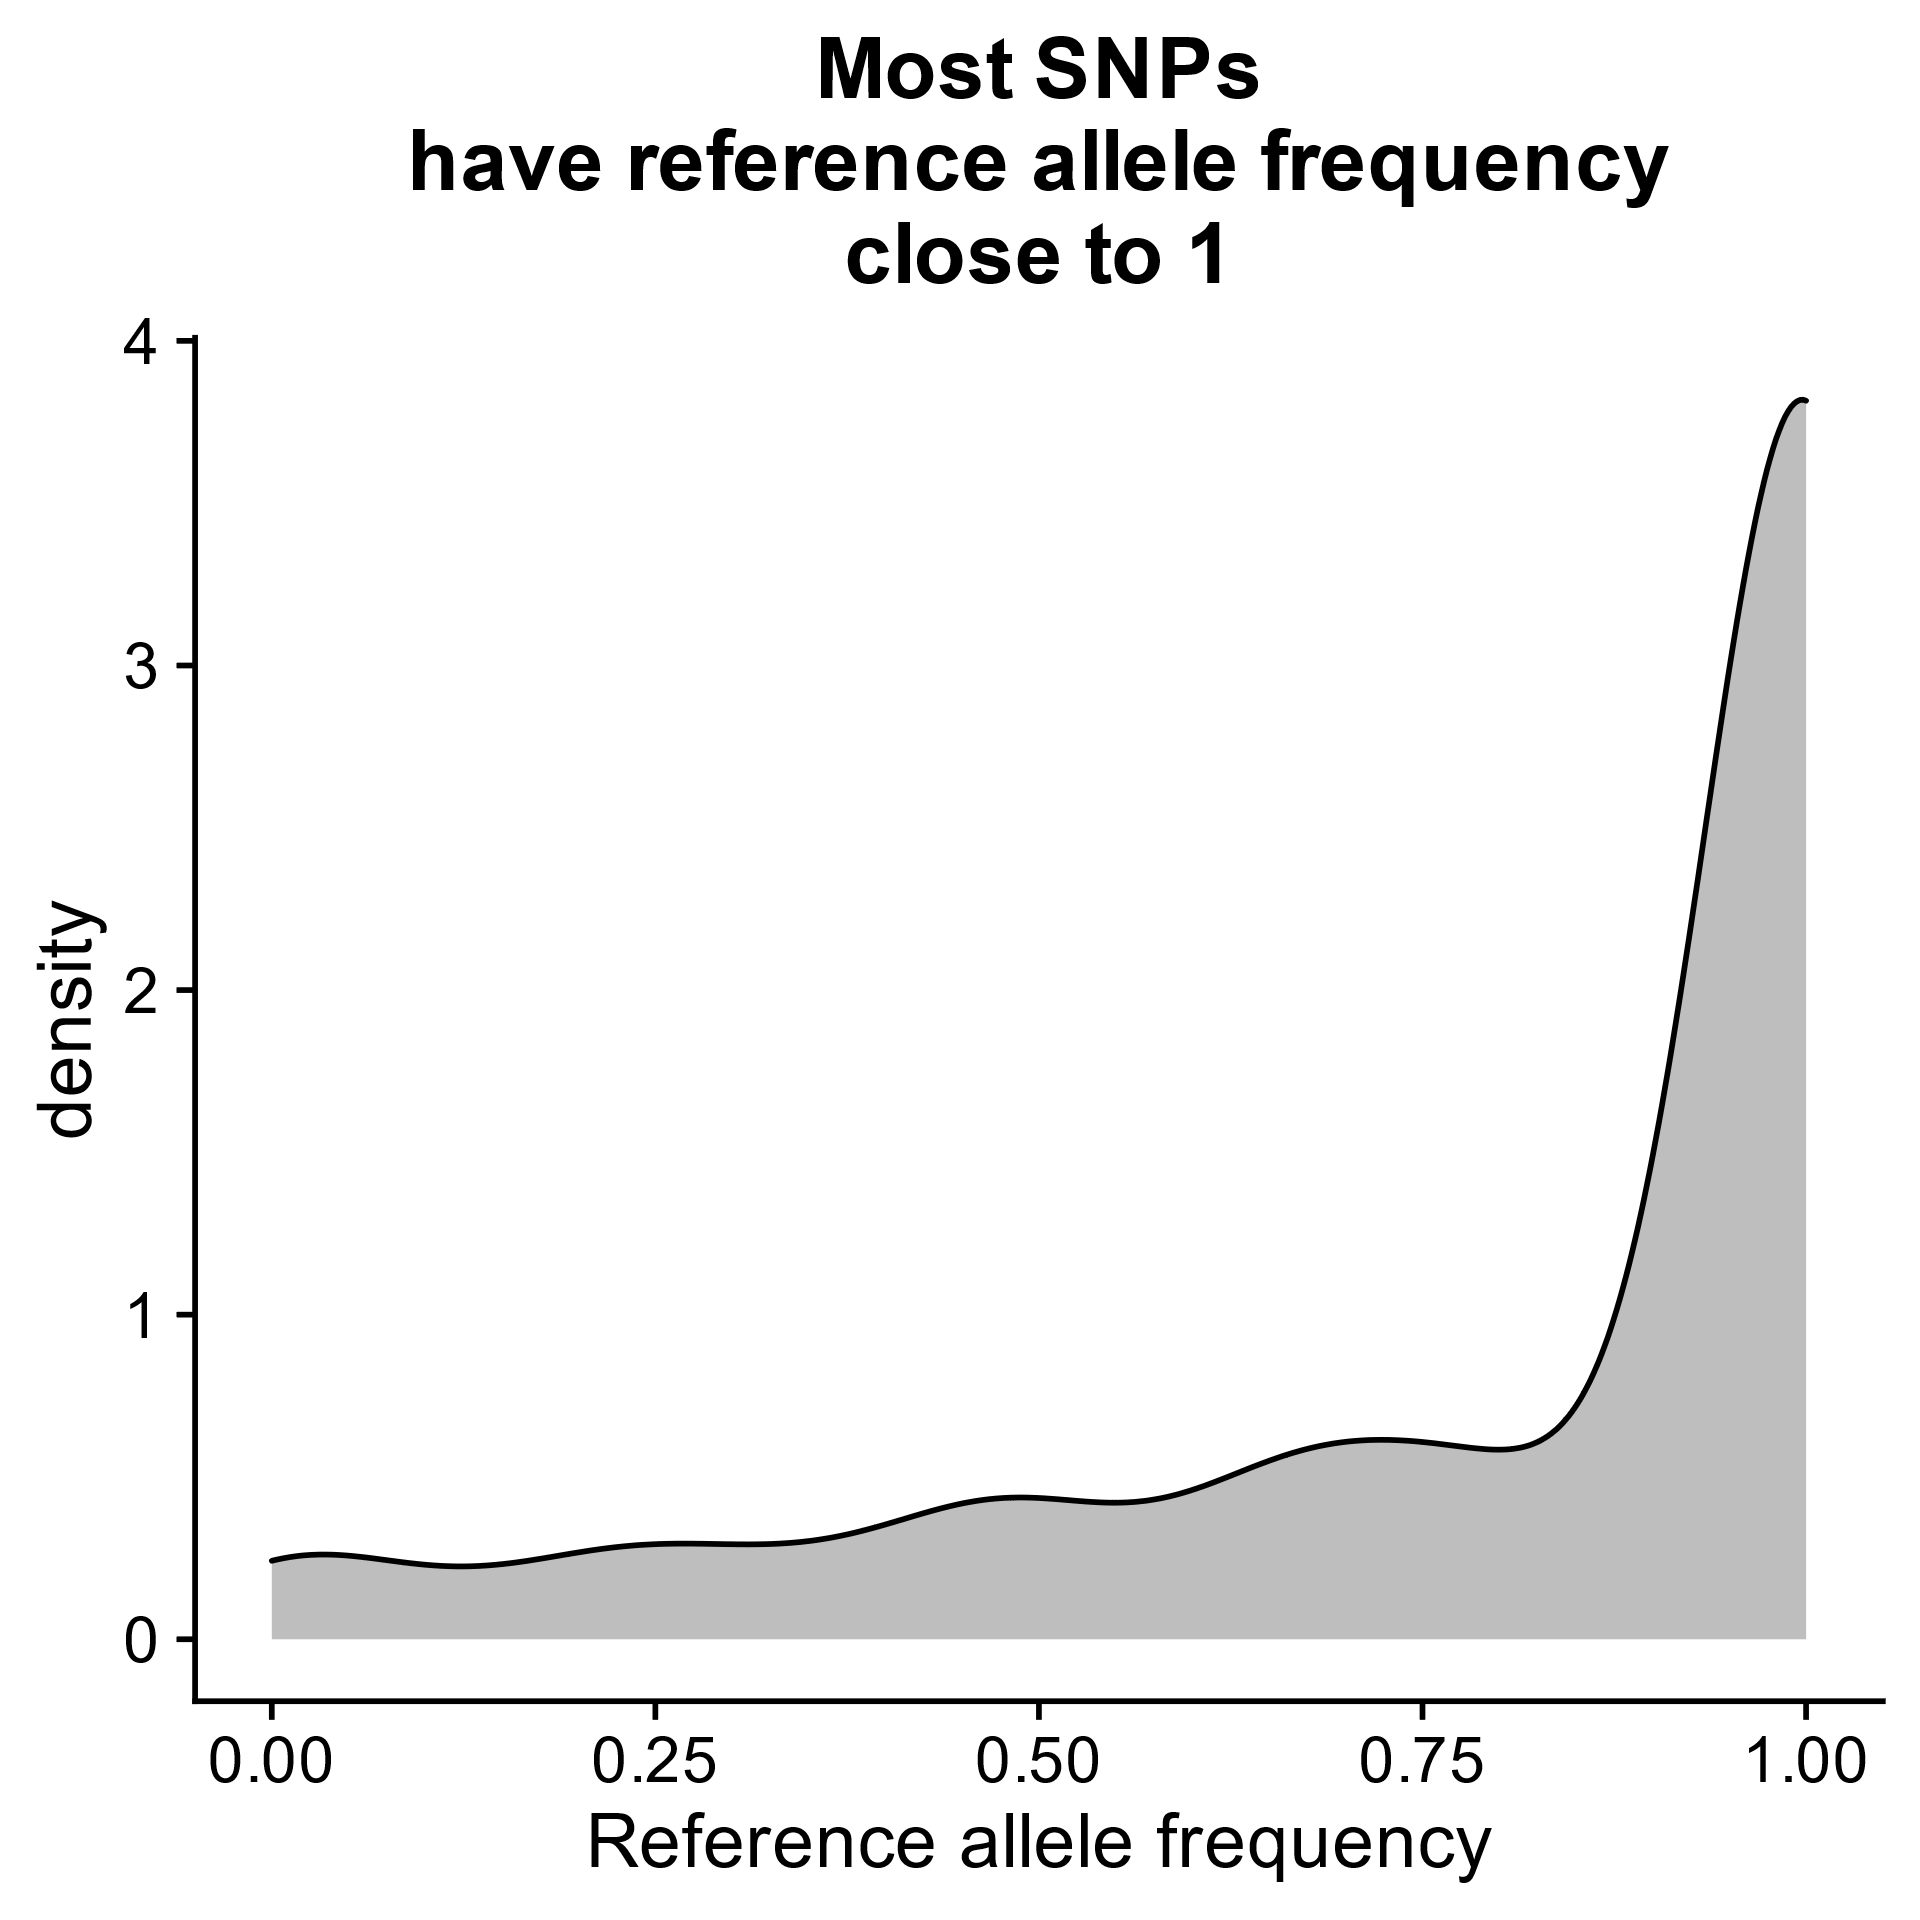 Most SNPs
have reference allele frequency
close to 1
4
3
2
1
0
density
0.00 0.25 0.50 0.75 1.00
Reference allele frequency